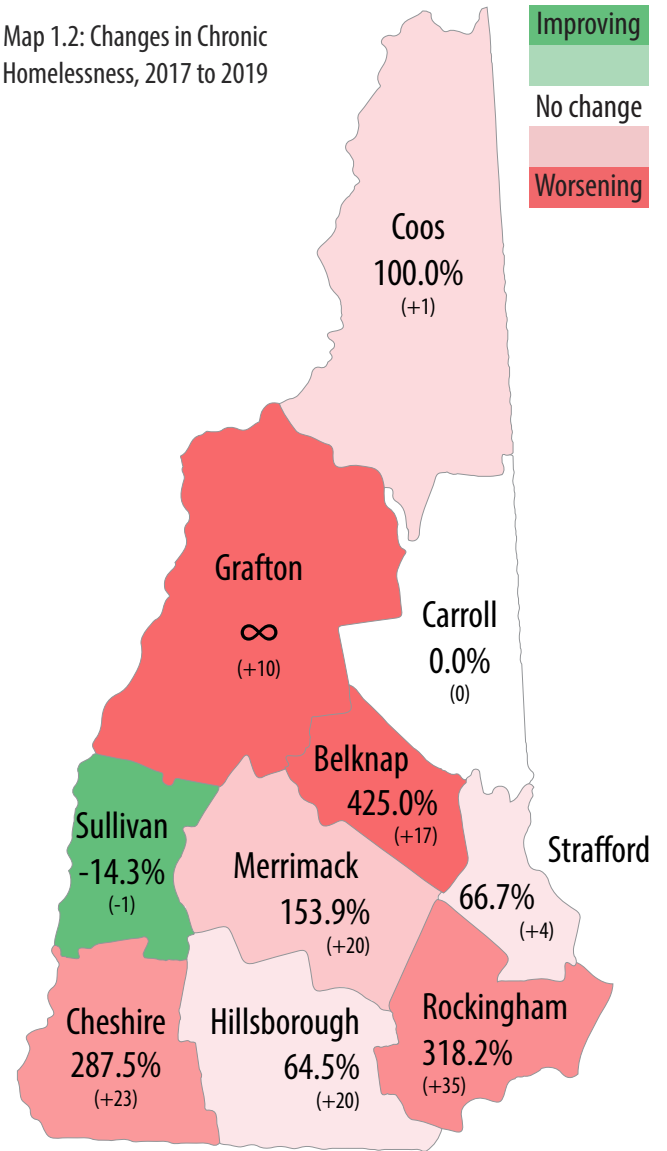 Map 1.2: Changes in Chronic
Homelessness, 2017 to 2019
Improving
No change
Worsening
Coos
100.0%
(+1)
Grafton
∞
(+10)
Carroll
0.0%
(0)
Belknap
425.0%
(+17)
Sullivan
-14.3%
(-1)
Merrimack
153.9%
(+20)
Strafford
66.7%
(+4)
Cheshire
287.5%
(+23)
Hillsborough
64.5%
(+20)
Rockingham
318.2%
(+35)